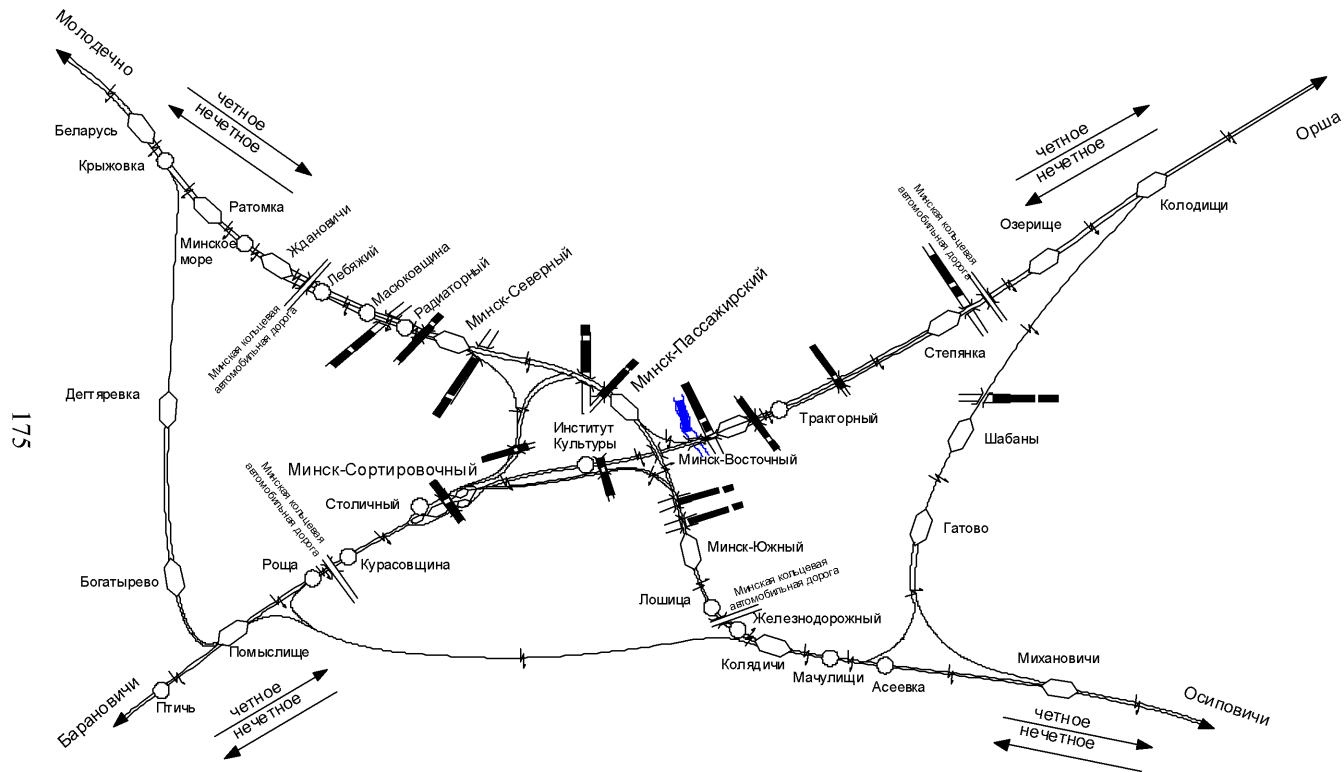 Молодечно
Беларусь
четное
нечетное
Крыжовка
Ратомка
Минское
море
Ждановичи
Лебяжий
Масюковщина
Радиаторный
Минск-Северный
Минская кольцевая
автомобильная дорога
Минск-Пассажирский
четное
нечетное
Орша
Колодищи
Минская кольцевая
автомобильная дорога
Озерище
Степянка
Тракторный
Шабаны
Минск-Восточный
Институт
Культуры
Дегтяревка
175
Минск-Сортировочный
Столичный
Минская кольцевая
автомобильная дорога
Гатово
Минск-Южный
Курасовщина
Роща
Богатырево
Лошица
Минская кольцевая
автомобильная дорога
Железнодорожный
Помыслище
Колядичи
Мачулищи
Асеевка
Михановичи
Осиповичи
Птичь
Барановичи
четное
нечетное
четное
нечетное